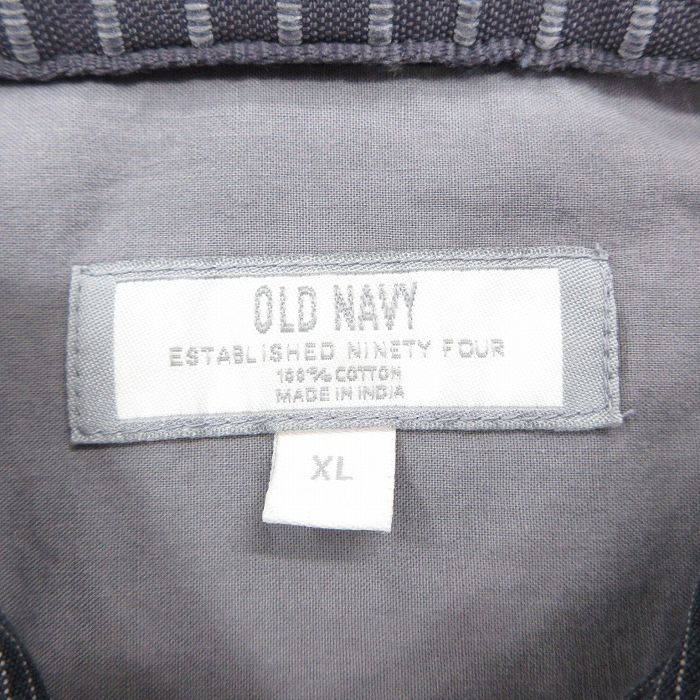 OLD NAVY
ESTABLISHED NINETY FOUR
100% COTTON
MADE IN INDIA
XL